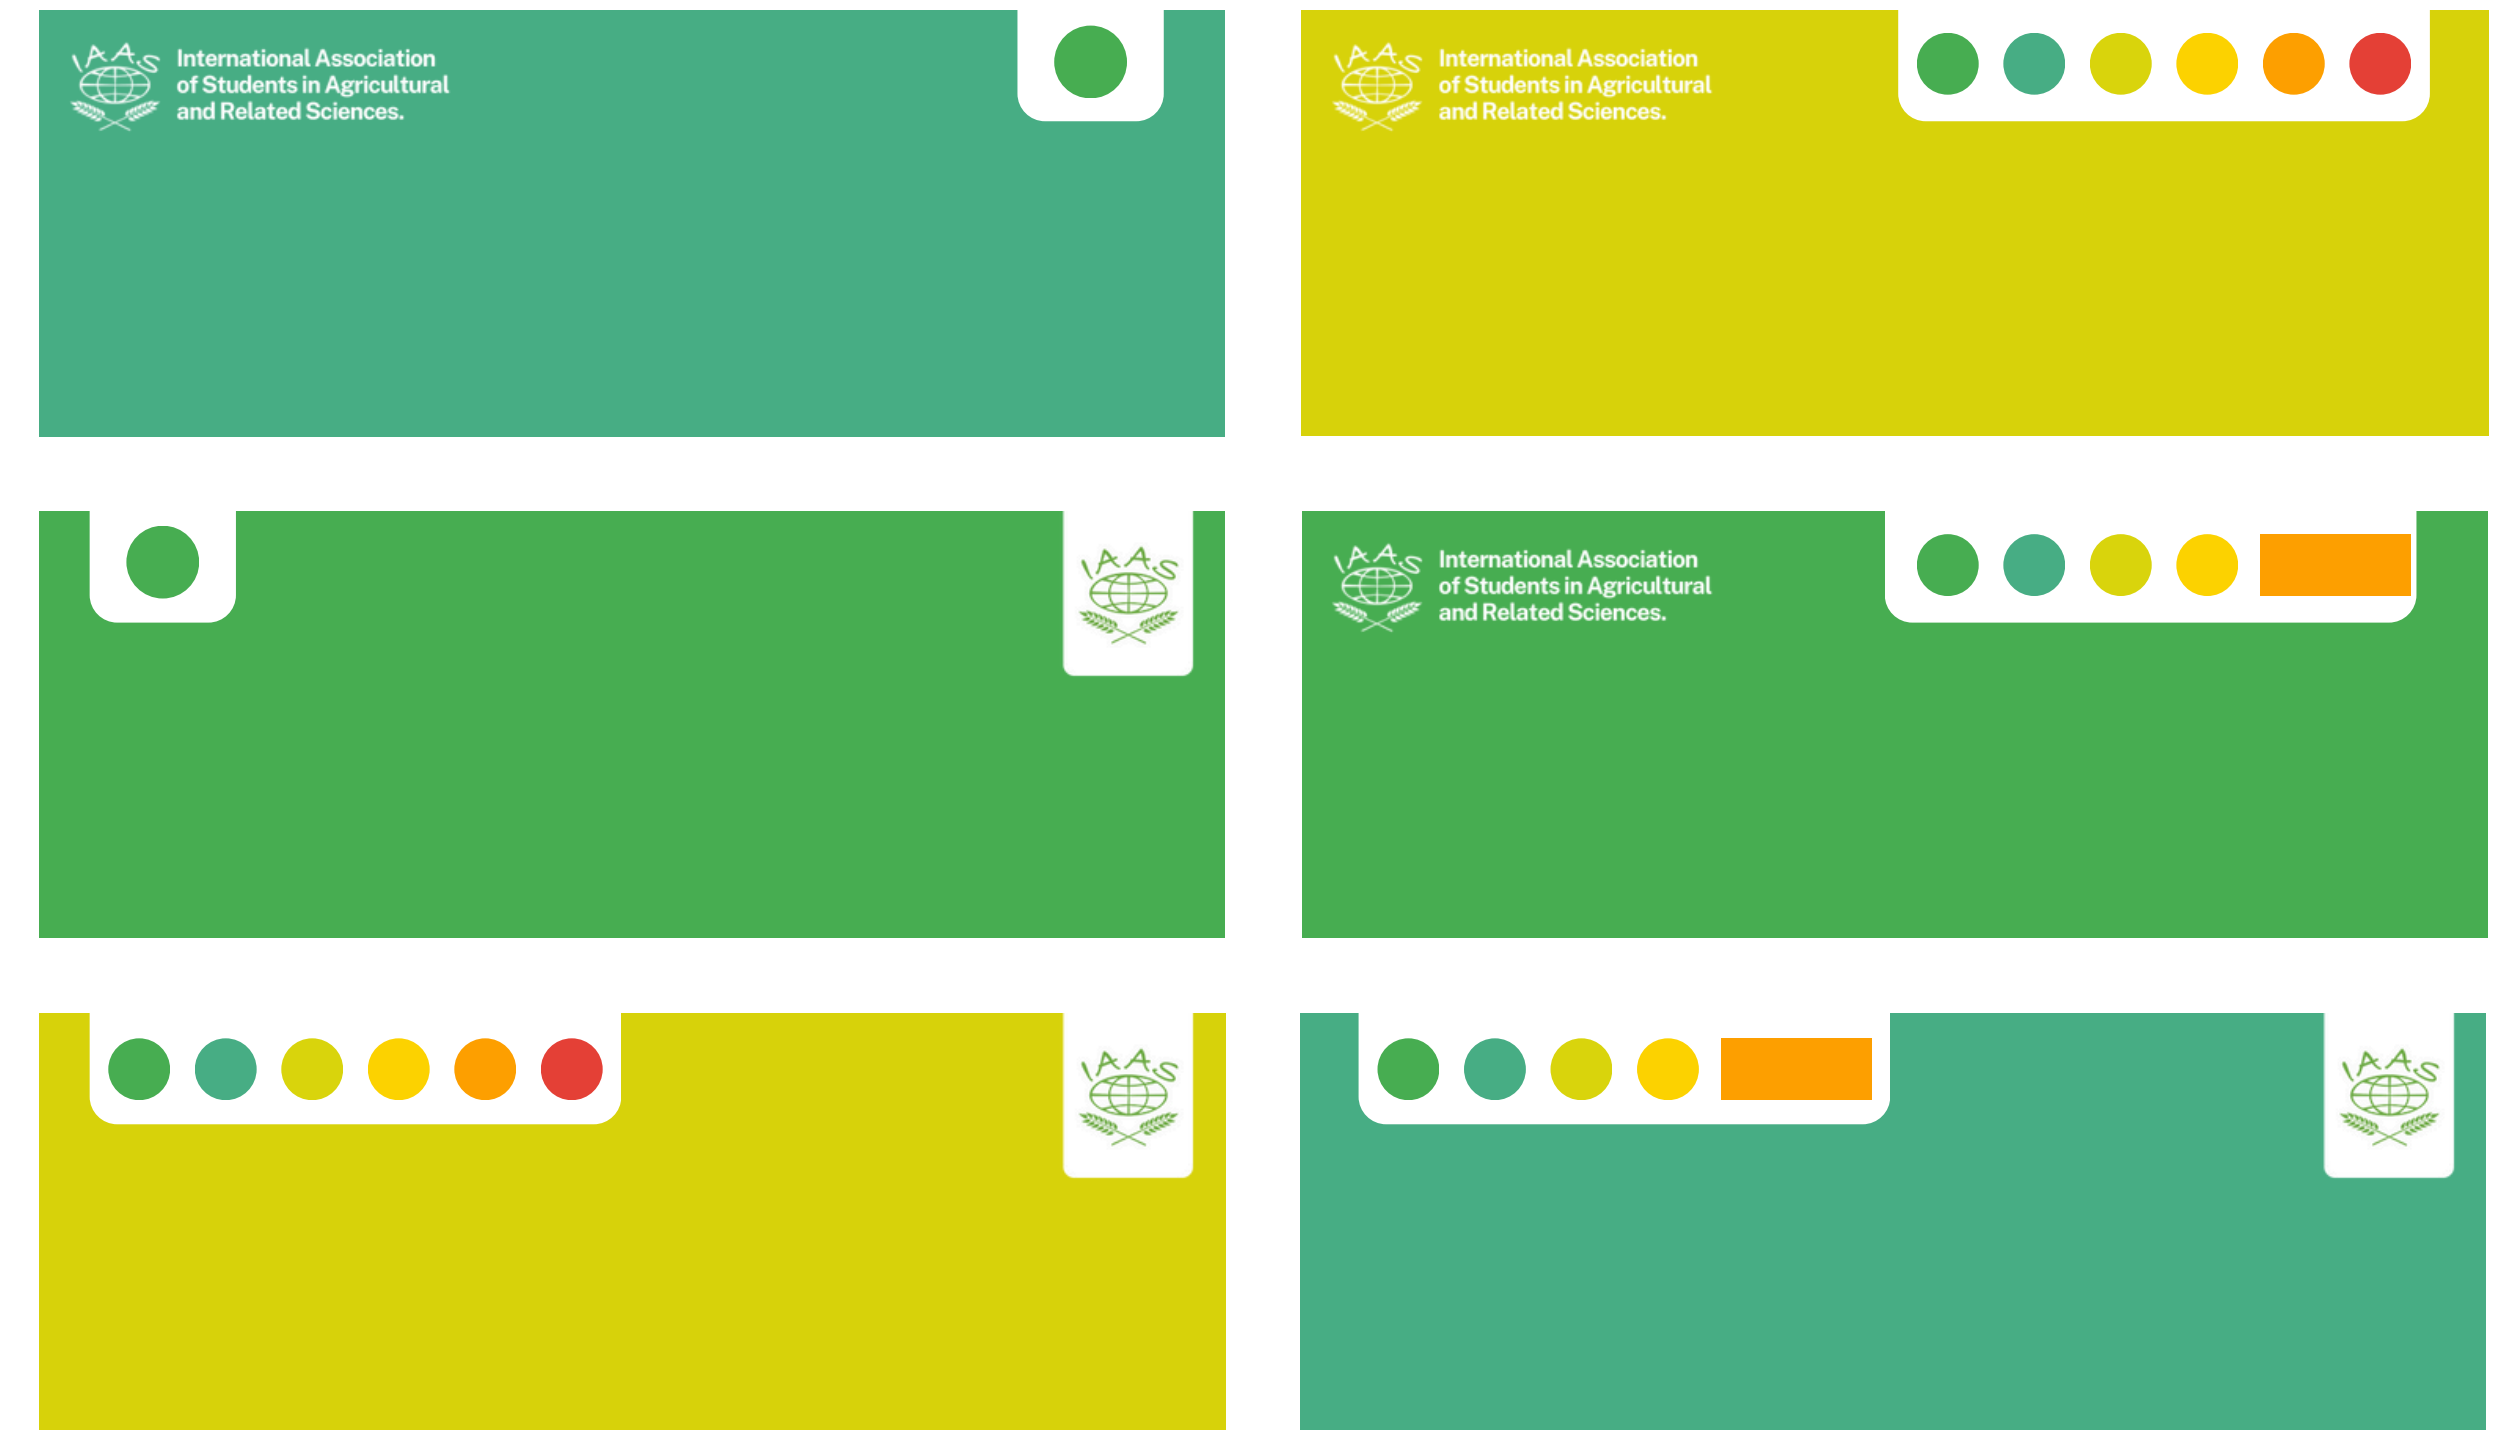 IAAS
International Association
of Students in Agricultural
and Related Sciences.
IAAS
International Association
of Students in Agricultural
and Related Sciences.
IAAS
IAAS
International Association
of Students in Agricultural
and Related Sciences.
IAAS
IAAS